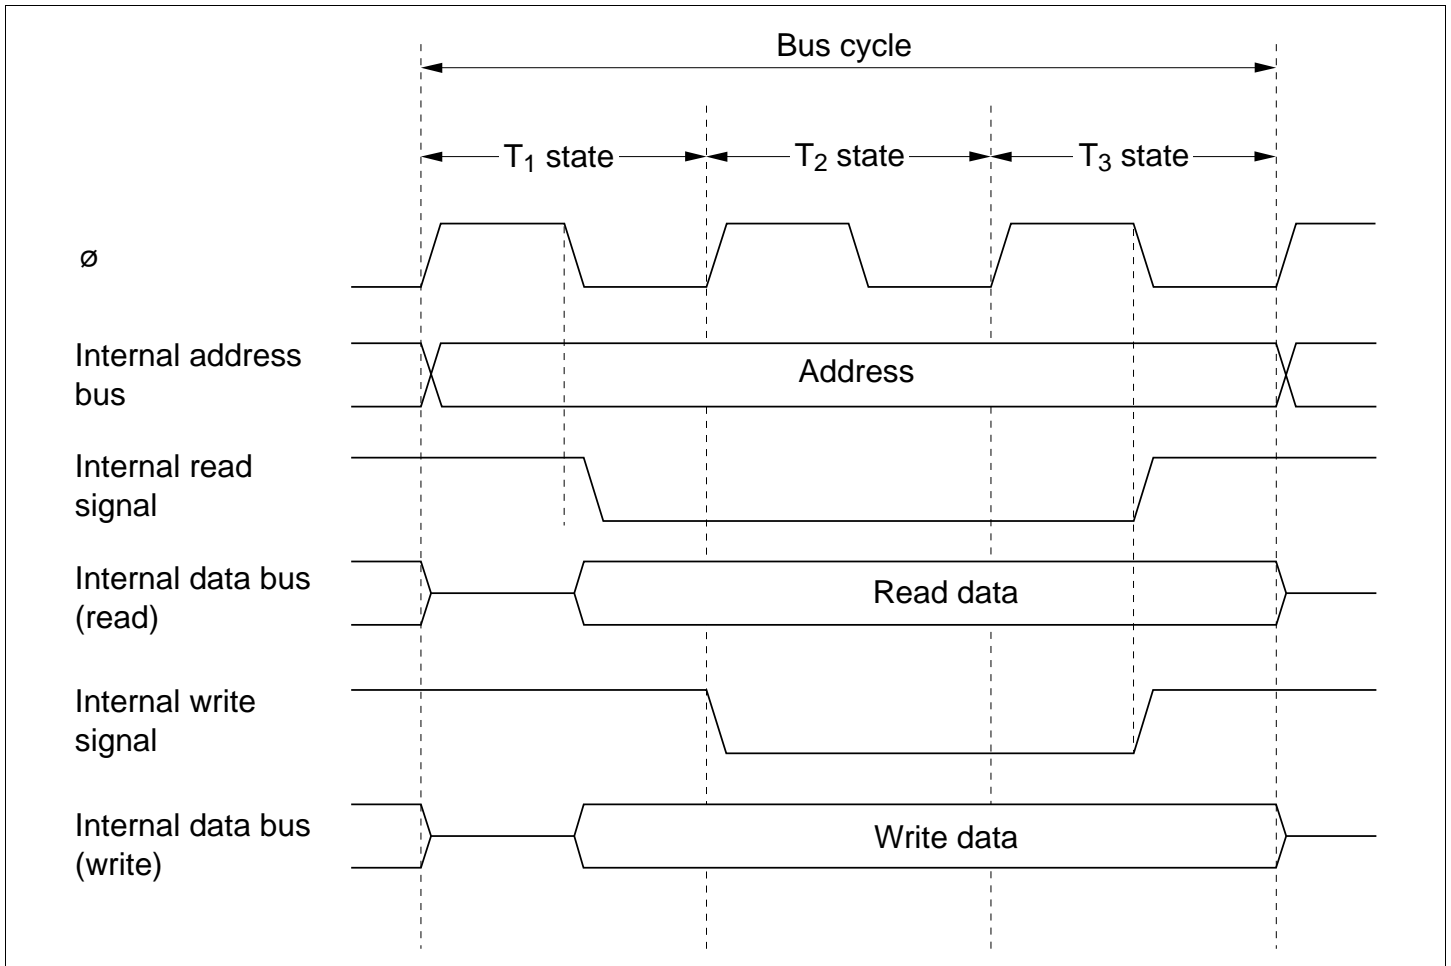 Bus cycle
T1 state T2 state T3 state
ø
Internal address
bus
Address
Internal read
signal
Internal data bus
(read)
Read data
Internal write
signal
Internal data bus
(write)
Write data